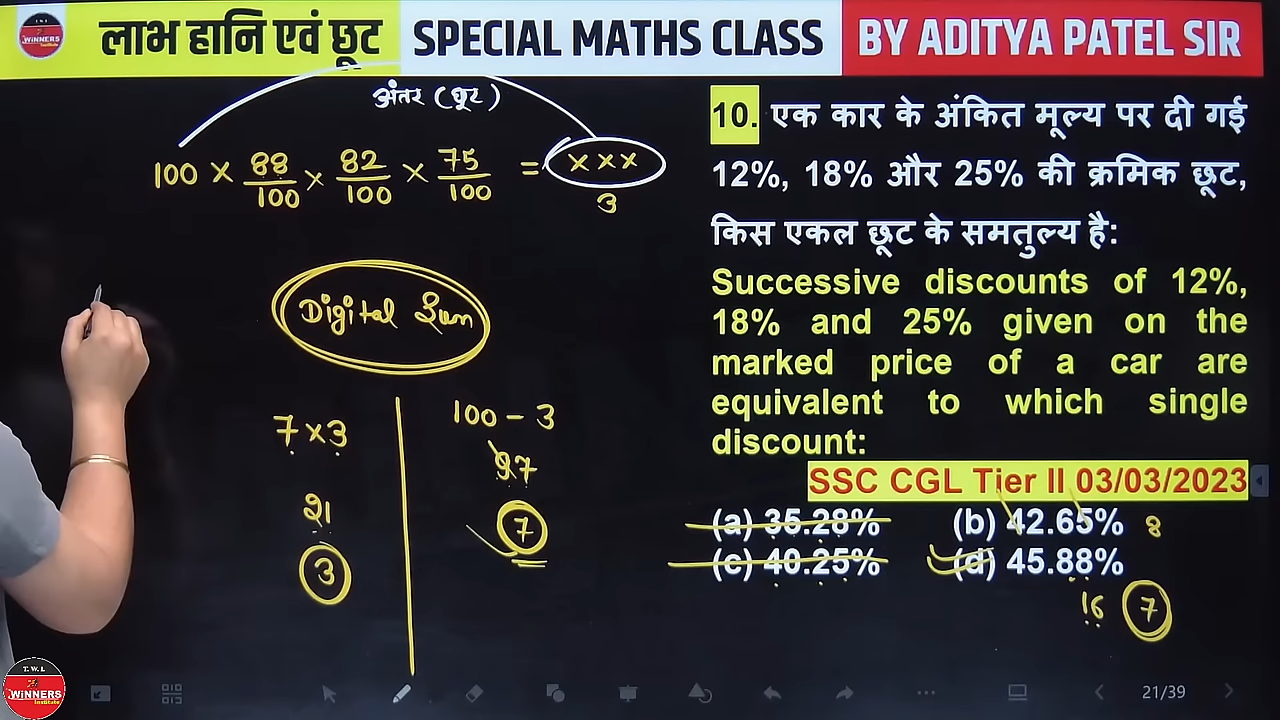 T.W.I.
WiNNERS
Institute
लाभ हानि एवं छूट SPECIAL MATHS CLASS BY ADITYA PATEL SIR
अंतर (छूट)
100 × 88/100 × 82/100 × 75/100 = ×××
3
Digital Sum
7×3
21
3
100 - 3
97
7
10. एक कार के अंकित मूल्य पर दी गई
12%, 18% और 25% की क्रमिक छूट,
किस एकल छूट के समतुल्य है:
Successive discounts of 12%,
18% and 25% given on the
marked price of a car are
equivalent to which single
discount:
SSC CGL Tier II 03/03/2023
(a) 35.28% (b) 42.65% 8
(c) 40.25% (d) 45.88%
16 7
T.W.I.
WiNNERS
Institute
21/39